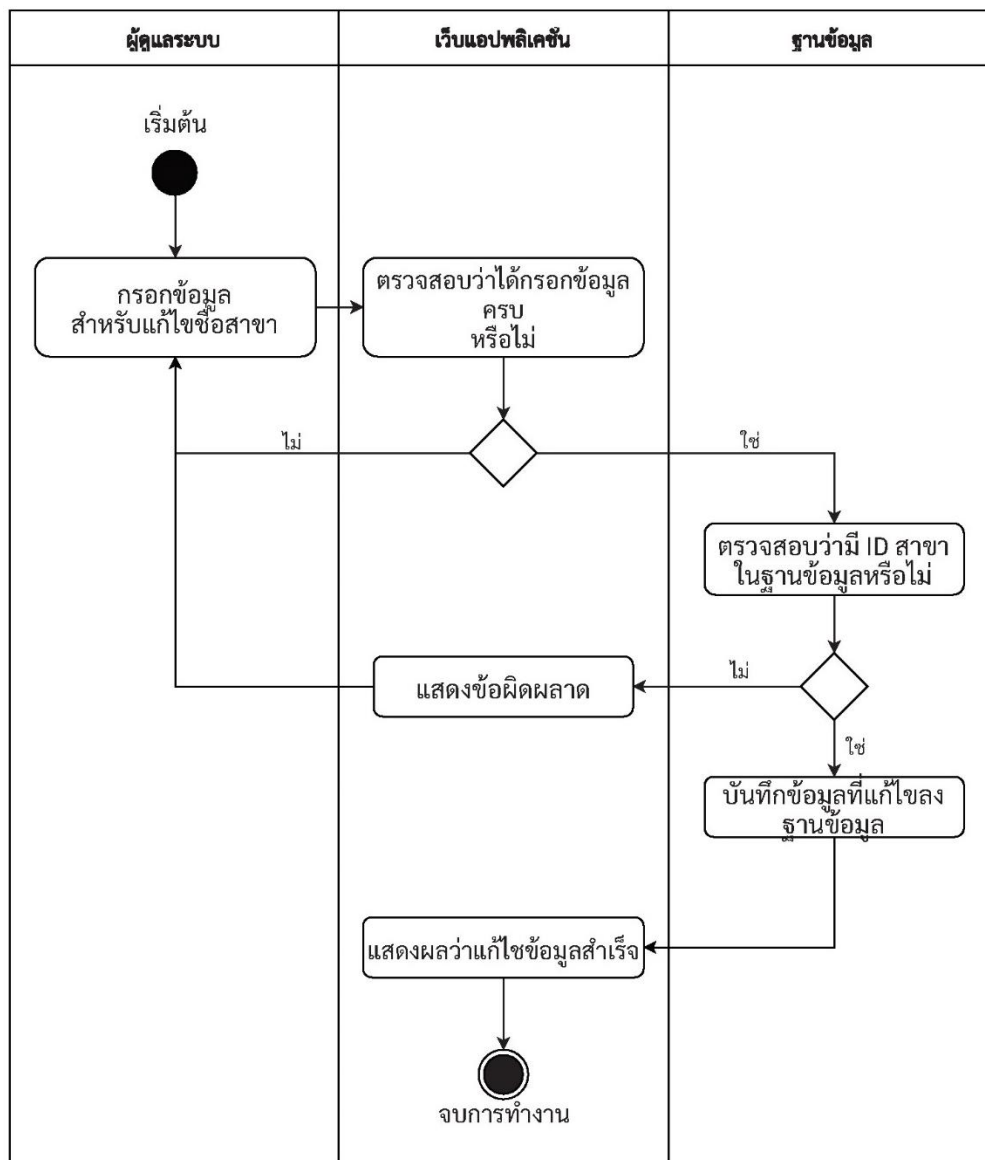 ผู้ดูแลระบบ
เว็บแอปพลิเคชั่น
ฐานข้อมูล
เริ่มต้น
กรอกข้อมูล
สำหรับแก้ไขชื่อสาขา
ตรวจสอบว่าได้กรอกข้อมูล
ครบ
หรือไม่
ไม่
ใช่
ตรวจสอบว่ามี ID สาขา
ในฐานข้อมูลหรือไม่
ไม่
แสดงข้อผิดผลาด
ใช่
บันทึกข้อมูลที่แก้ไขลง
ฐานข้อมูล
แสดงผลว่าแก้ไชข้อมูลสำเร็จ
จบการทำงาน